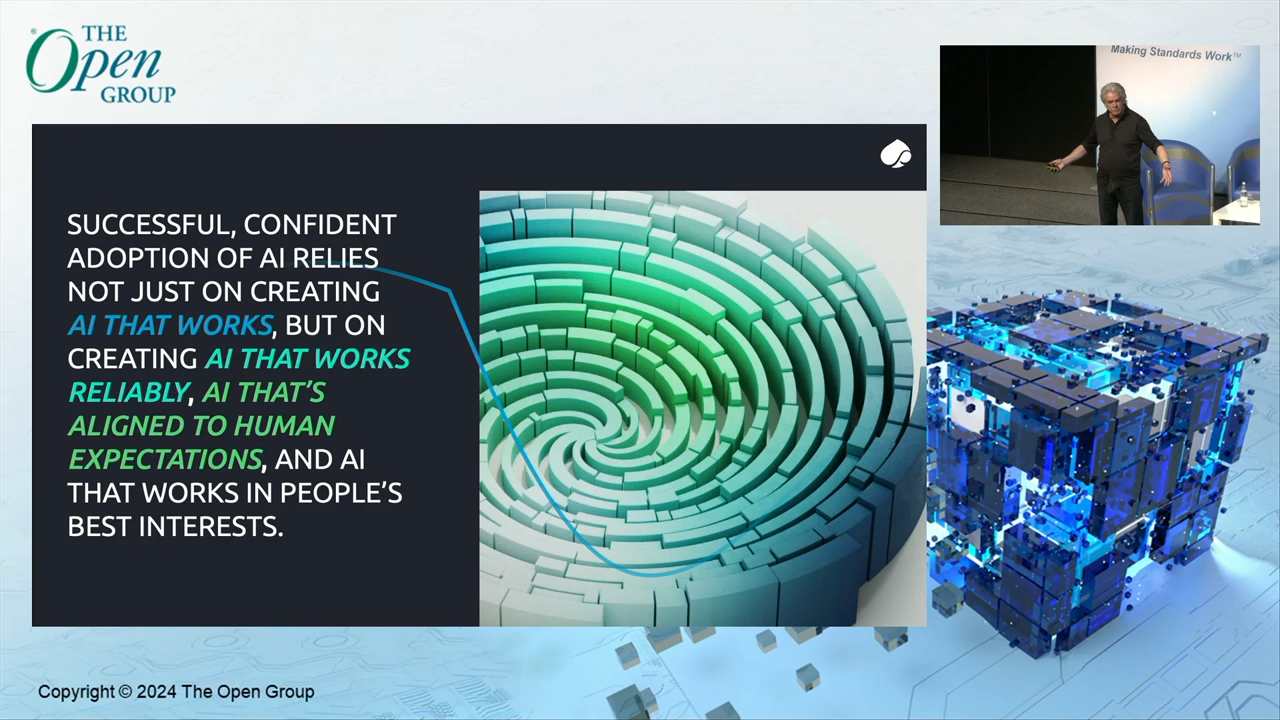 THE
Open
GROUP
Making Standards Work™
SUCCESSFUL, CONFIDENT
ADOPTION OF AI RELIES
NOT JUST ON CREATING
AI THAT WORKS, BUT ON
CREATING AI THAT WORKS
RELIABLY, AI THAT'S
ALIGNED TO HUMAN
EXPECTATIONS, AND AI
THAT WORKS IN PEOPLE'S
BEST INTERESTS.
Copyright © 2024 The Open Group